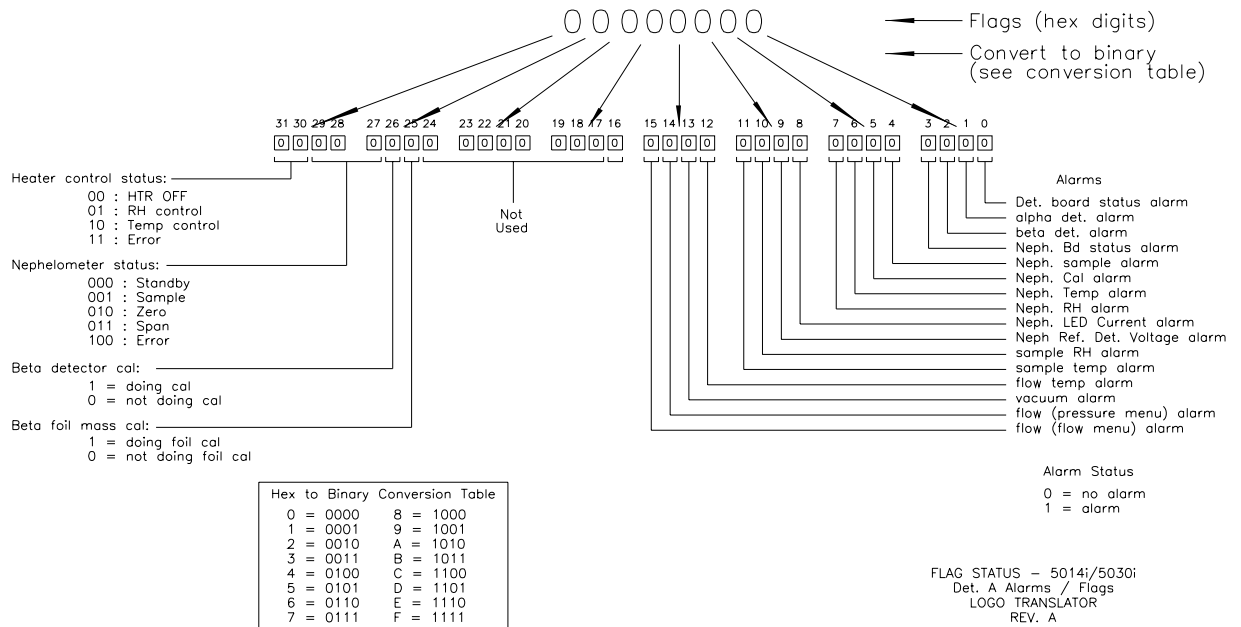 00000000
Flags (hex digits)
Convert to binary
(see conversion table)
31 30 29 28 27 26 25 24 23 22 21 20 19 18 17 16 15 14 13 12 11 10 9 8 7 6 5 4 3 2 1 0
0 0 0 0 0 0 0 0 0 0 0 0 0 0 0 0 0 0 0 0 0 0 0 0 0 0 0 0 0 0 0 0
Heater control status:
00 : HTR OFF
01 : RH control
10 : Temp control
11 : Error
Nephelometer status:
000 : Standby
001 : Sample
010 : Zero
011 : Span
100 : Error
Beta detector cal:
1 = doing cal
0 = not doing cal
Beta foil mass cal:
1 = doing foil cal
0 = not doing foil cal
Not
Used
Alarms
Det. board status alarm
alpha det. alarm
beta det. alarm
Neph. Bd status alarm
Neph. sample alarm
Neph. Cal alarm
Neph. Temp alarm
Neph. RH alarm
Neph. LED Current alarm
Neph Ref. Det. Voltage alarm
sample RH alarm
sample temp alarm
flow temp alarm
vacuum alarm
flow (pressure menu) alarm
flow (flow menu) alarm
Alarm Status
0 = no alarm
1 = alarm
Hex to Binary Conversion Table
0 = 0000 8 = 1000
1 = 0001 9 = 1001
2 = 0010 A = 1010
3 = 0011 B = 1011
4 = 0100 C = 1100
5 = 0101 D = 1101
6 = 0110 E = 1110
7 = 0111 F = 1111
FLAG STATUS – 5014i/5030i
Det. A Alarms / Flags
LOGO TRANSLATOR
REV. A